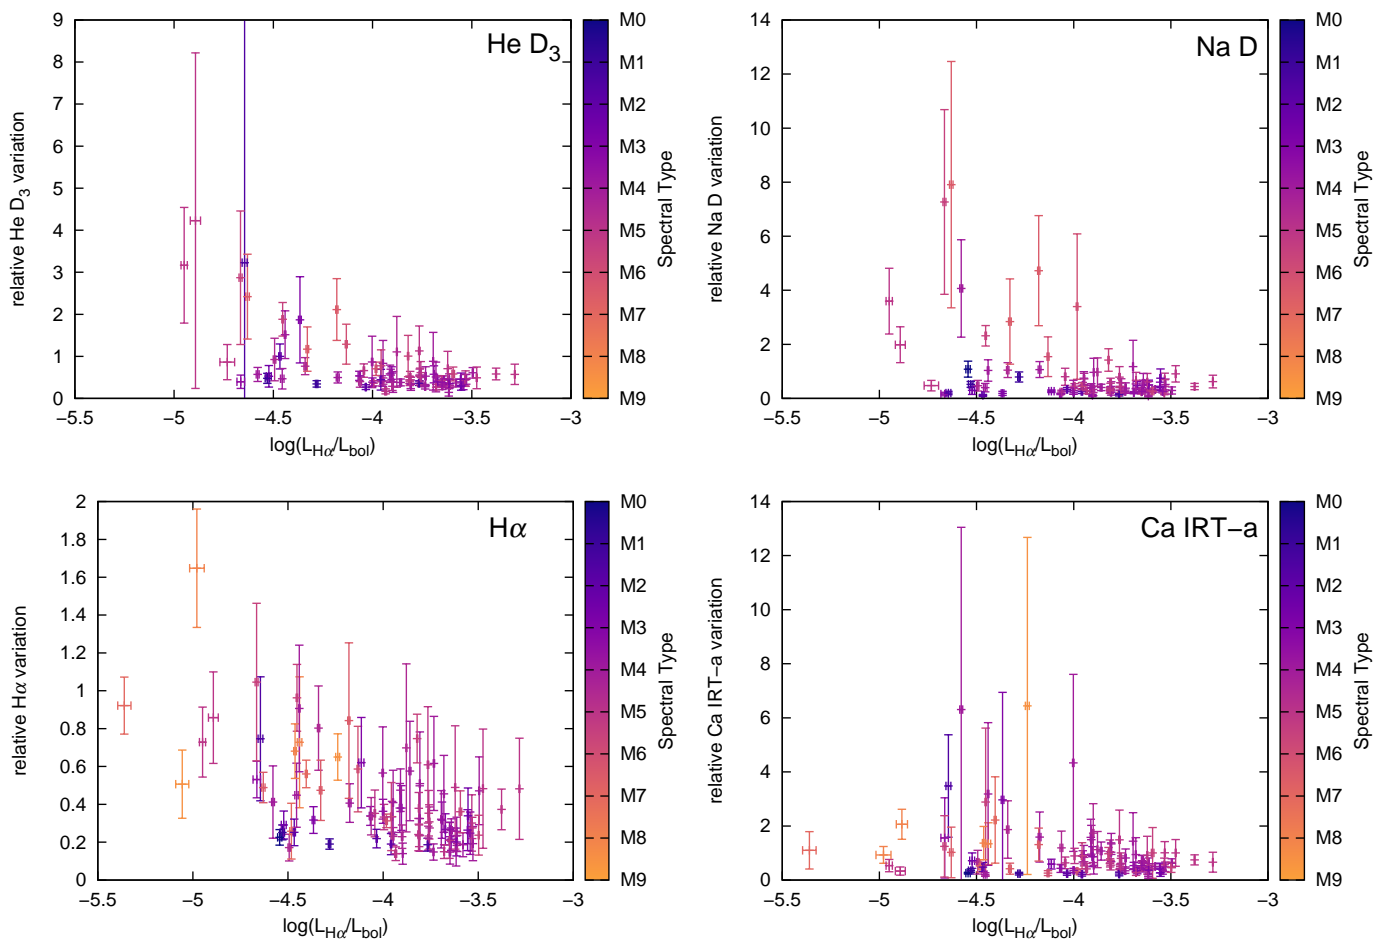 He D3
relative He D3 variation
9
8
7
6
5
4
3
2
1
0
−5.5 −5 −4.5 −4 −3.5 −3
log(LHα/Lbol)
M0
M1
M2
M3
M4
M5
M6
M7
M8
M9
Spectral Type
Na D
relative Na D variation
14
12
10
8
6
4
2
0
−5.5 −5 −4.5 −4 −3.5 −3
log(LHα/Lbol)
M0
M1
M2
M3
M4
M5
M6
M7
M8
M9
Spectral Type
Hα
relative Hα variation
2
1.8
1.6
1.4
1.2
1
0.8
0.6
0.4
0.2
0
−5.5 −5 −4.5 −4 −3.5 −3
log(LHα/Lbol)
M0
M1
M2
M3
M4
M5
M6
M7
M8
M9
Spectral Type
Ca IRT−a
relative Ca IRT−a variation
14
12
10
8
6
4
2
0
−5.5 −5 −4.5 −4 −3.5 −3
log(LHα/Lbol)
M0
M1
M2
M3
M4
M5
M6
M7
M8
M9
Spectral Type